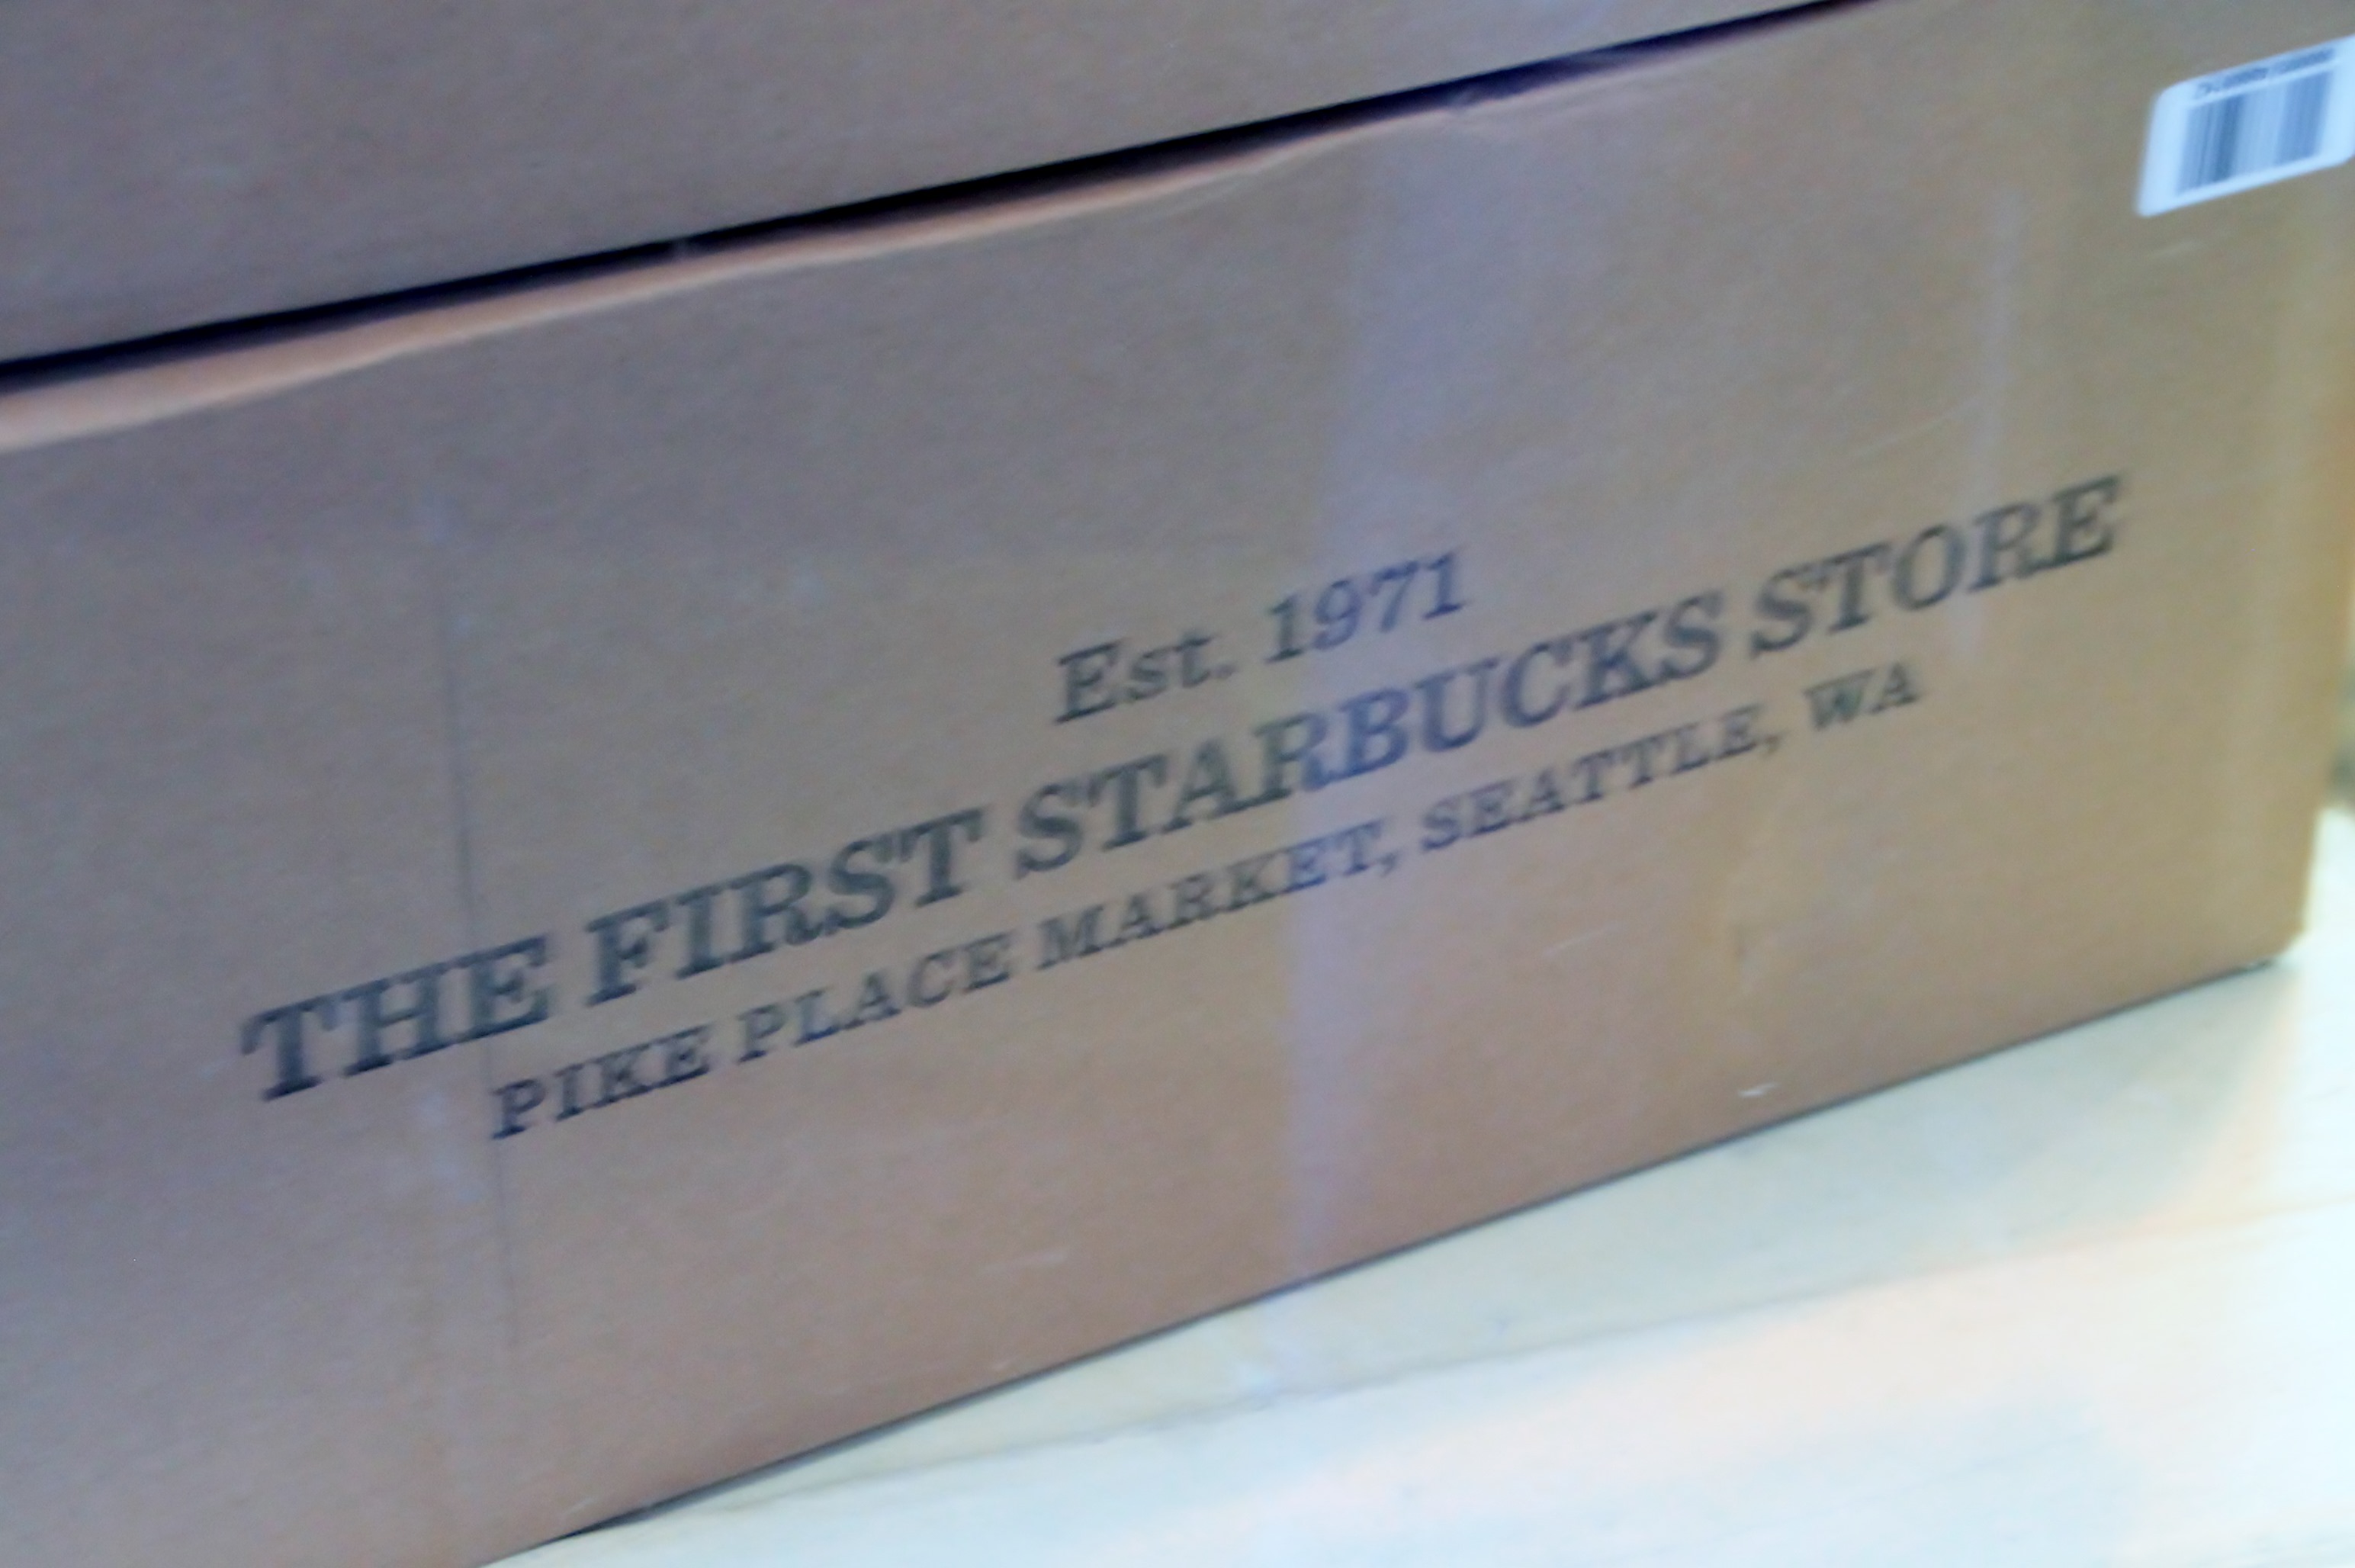 Est. 1971
THE FIRST STARBUCKS STORE
PIKE PLACE MARKET, SEATTLE, WA